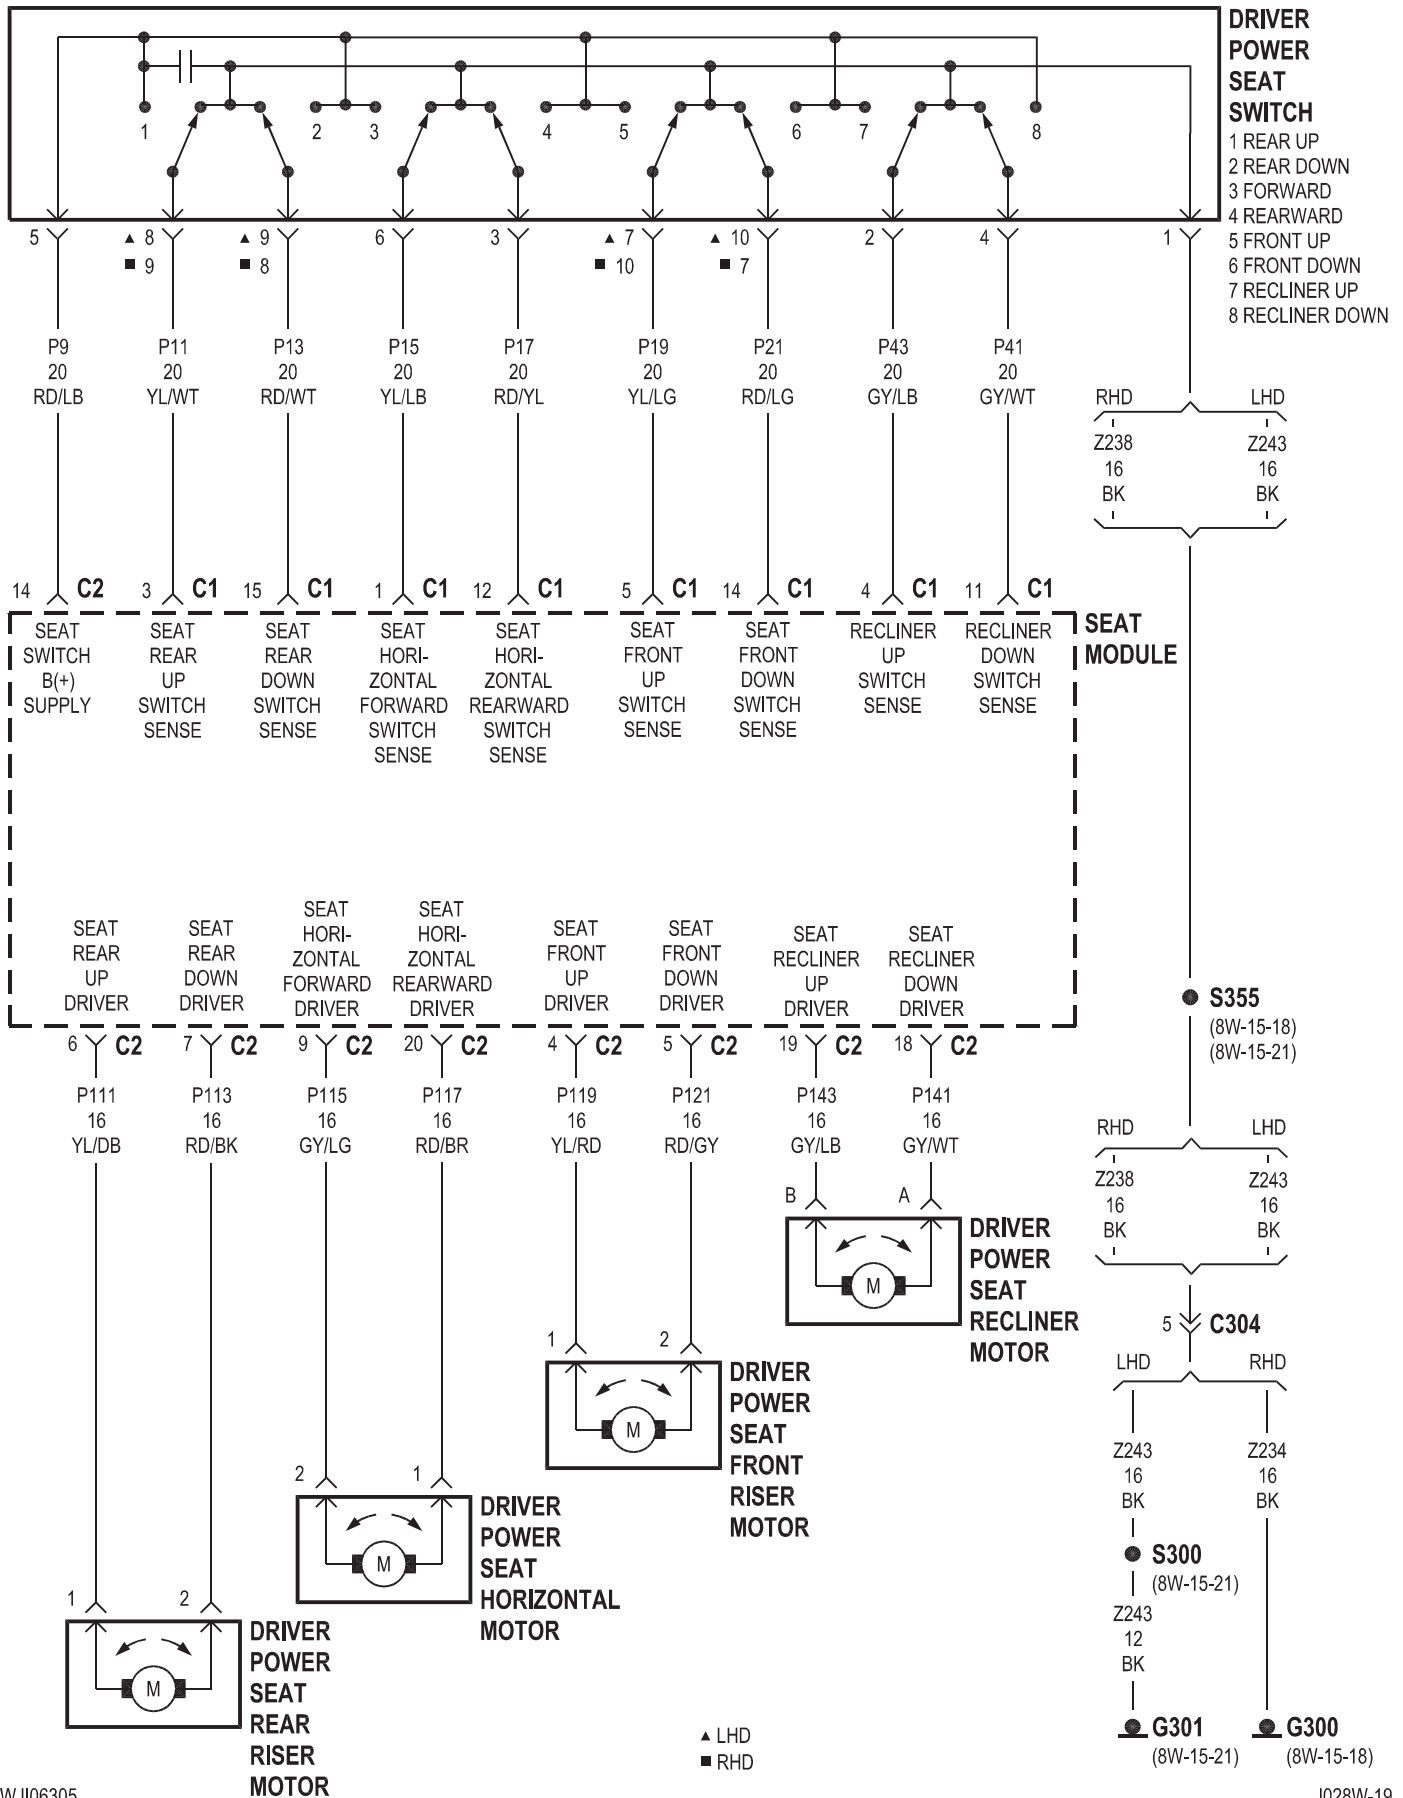 DRIVER
POWER
SEAT
SWITCH
1 REAR UP
2 REAR DOWN
3 FORWARD
4 REARWARD
5 FRONT UP
6 FRONT DOWN
7 RECLINER UP
8 RECLINER DOWN
1 2 3 4 5 6 7 8
5 ▲ 8 ▲ 9 6 3 ▲ 7 ▲ 10 2 4 1
■ 9 ■ 8 ■ 10 ■ 7
P9 P11 P13 P15 P17 P19 P21 P43 P41
20 20 20 20 20 20 20 20 20
RD/LB YL/WT RD/WT YL/LB RD/YL YL/LG RD/LG GY/LB GY/WT
RHD LHD
Z238 Z243
16 16
BK BK
14 C2 3 C1 15 C1 1 C1 12 C1 5 C1 14 C1 4 C1 11 C1
SEAT
MODULE
SEAT
SWITCH
B(+)
SUPPLY
SEAT
REAR
UP
SWITCH
SENSE
SEAT
REAR
DOWN
SWITCH
SENSE
SEAT
HORI-
ZONTAL
FORWARD
SWITCH
SENSE
SEAT
HORI-
ZONTAL
REARWARD
SWITCH
SENSE
SEAT
FRONT
UP
SWITCH
SENSE
SEAT
FRONT
DOWN
SWITCH
SENSE
RECLINER
UP
SWITCH
SENSE
RECLINER
DOWN
SWITCH
SENSE
SEAT
REAR
UP
DRIVER
SEAT
REAR
DOWN
DRIVER
SEAT
HORI-
ZONTAL
FORWARD
DRIVER
SEAT
HORI-
ZONTAL
REARWARD
DRIVER
SEAT
FRONT
UP
DRIVER
SEAT
FRONT
DOWN
DRIVER
SEAT
RECLINER
UP
DRIVER
SEAT
RECLINER
DOWN
DRIVER
S355
(8W-15-18)
(8W-15-21)
6 C2 7 C2 9 C2 20 C2 4 C2 5 C2 19 C2 18 C2
P111 P113 P115 P117 P119 P121 P143 P141
16 16 16 16 16 16 16 16
YL/DB RD/BK GY/LG RD/BR YL/RD RD/GY GY/LB GY/WT
RHD LHD
Z238 Z243
16 16
BK BK
B A
M
DRIVER
POWER
SEAT
RECLINER
MOTOR
5 C304
LHD RHD
1 2
M
DRIVER
POWER
SEAT
FRONT
RISER
MOTOR
Z243 Z234
16 16
BK BK
2 1
M
DRIVER
POWER
SEAT
HORIZONTAL
MOTOR
S300
(8W-15-21)
Z243
12
BK
1 2
M
DRIVER
POWER
SEAT
REAR
RISER
MOTOR
G301
(8W-15-21)
G300
(8W-15-18)
▲ LHD
■ RHD